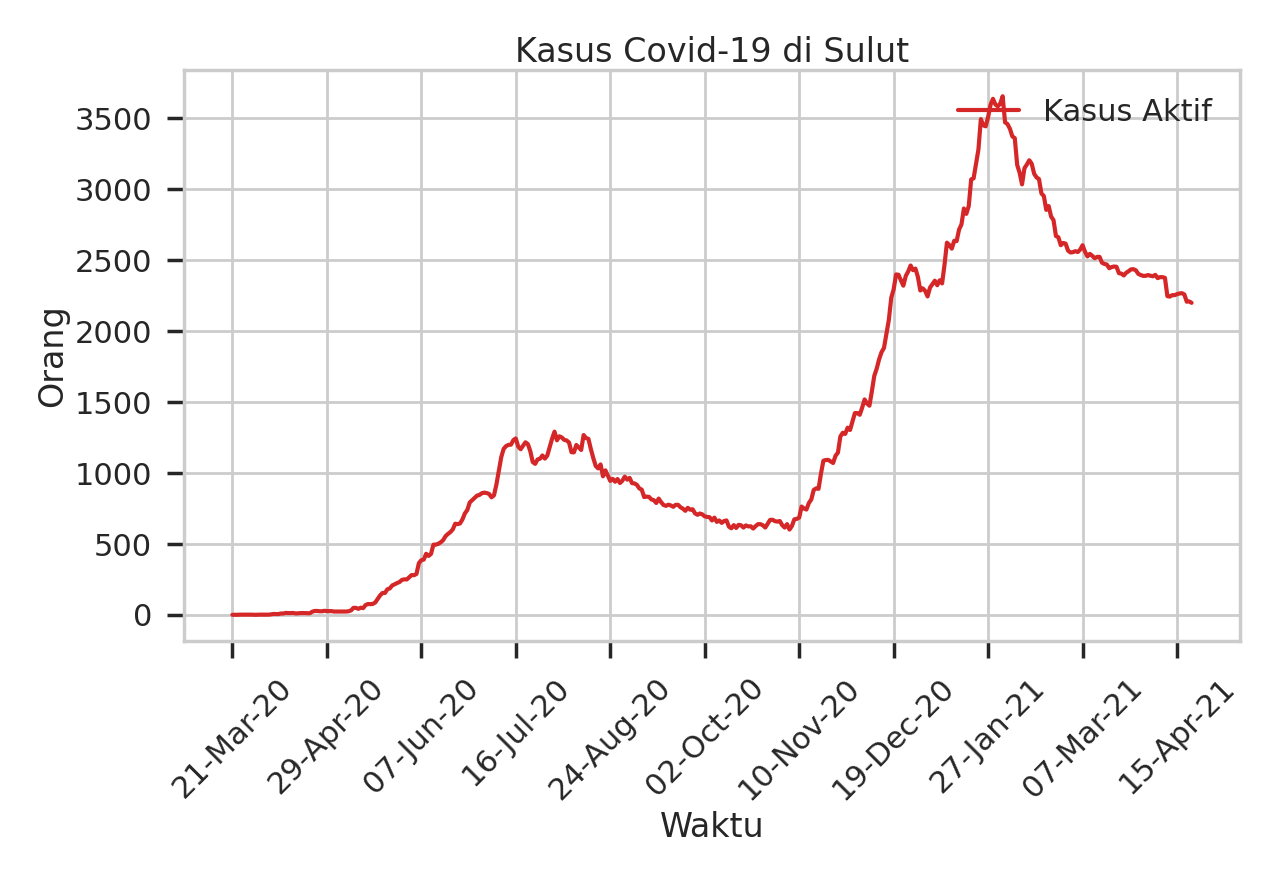 Kasus Covid-19 di Sulut
Kasus Aktif
Orang
3500
3000
2500
2000
1500
1000
500
0
21-Mar-20
29-Apr-20
07-Jun-20
16-Jul-20
24-Aug-20
02-Oct-20
10-Nov-20
19-Dec-20
27-Jan-21
07-Mar-21
15-Apr-21
Waktu